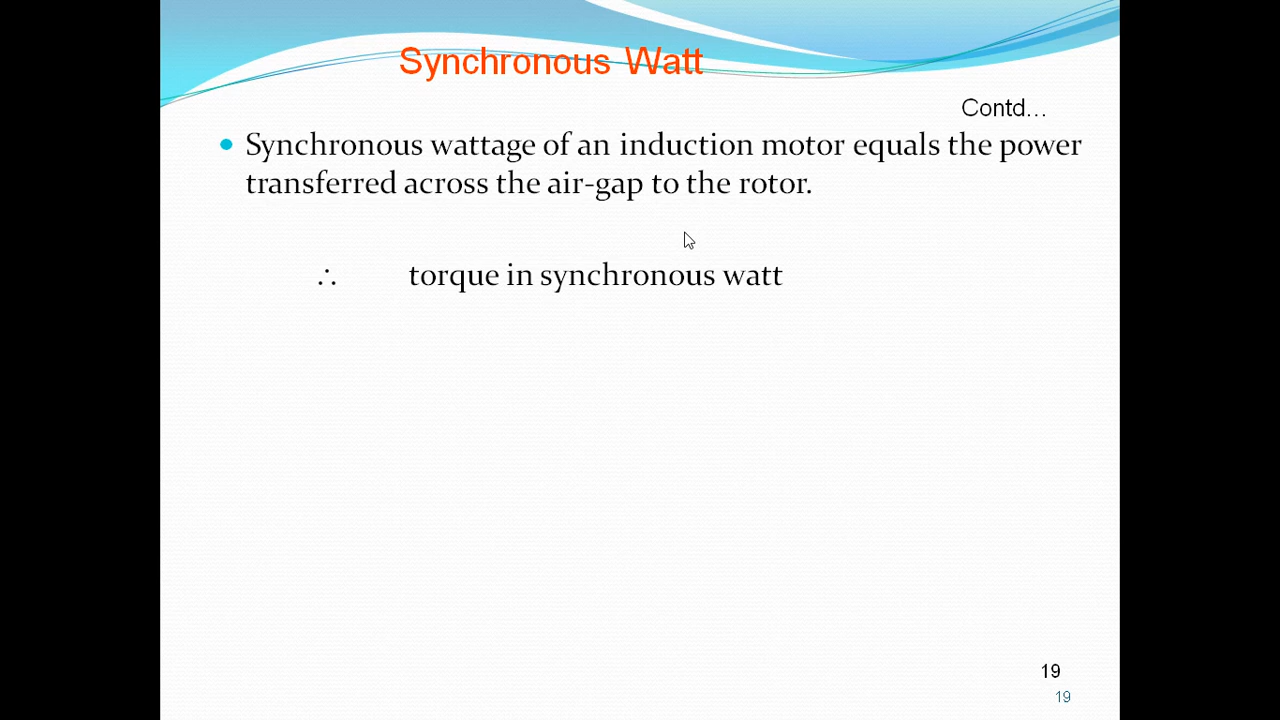 Synchronous Watt
Contd...
• Synchronous wattage of an induction motor equals the power
transferred across the air-gap to the rotor.
∴ torque in synchronous watt
19
19